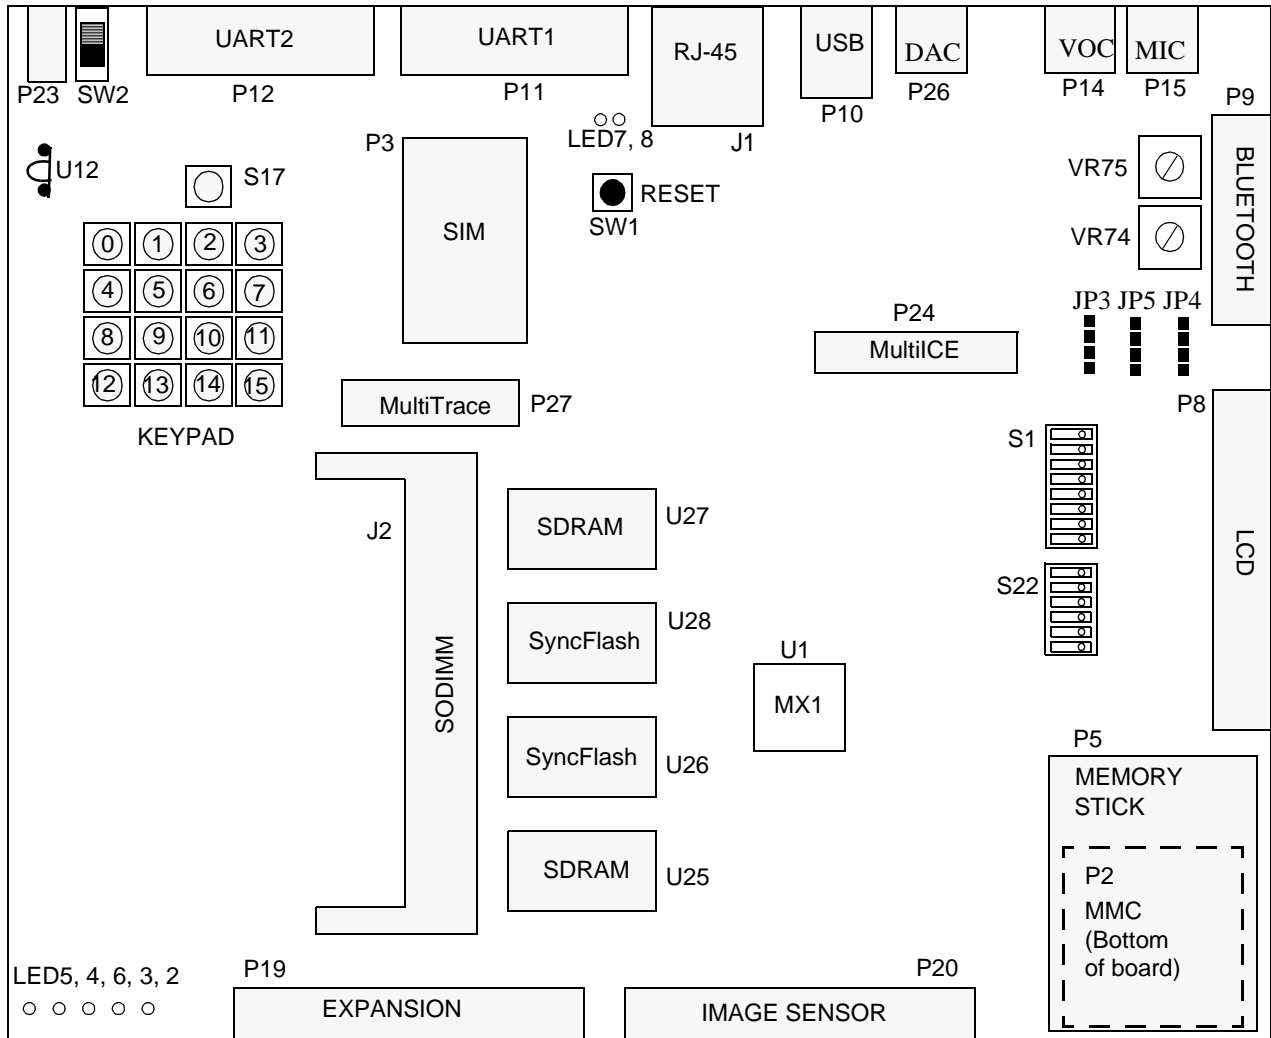 UART2
UART1
RJ-45
USB
DAC
VOC
MIC
P23
SW2
P12
P11
P10
P26
P14
P15
P9
LED7, 8
J1
P3
U12
S17
SIM
RESET
SW1
VR75
VR74
BLUETOOTH
0 1 2 3
4 5 6 7
8 9 10 11
12 13 14 15
KEYPAD
JP3 JP5 JP4
P24
MultiICE
MultiTrace
P27
P8
S1
LCD
J2
SODIMM
SDRAM
U27
S22
SyncFlash
U28
U1
MX1
SyncFlash
U26
P5
MEMORY
STICK
SDRAM
U25
P2
MMC
(Bottom
of board)
LED5, 4, 6, 3, 2
P19
EXPANSION
P20
IMAGE SENSOR